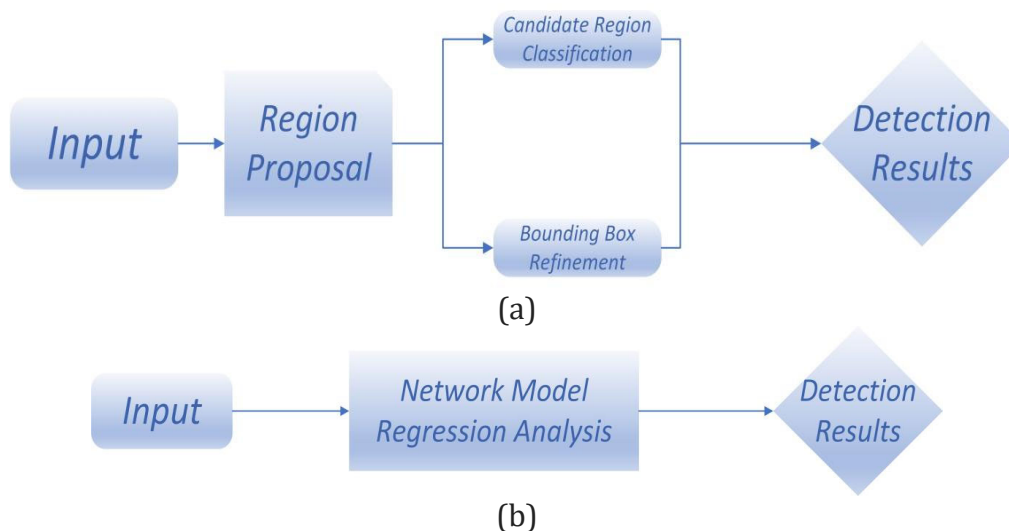 Candidate Region
Classification
Input
Region
Proposal
Detection
Results
Bounding Box
Refinement
(a)
Input
Network Model
Regression Analysis
Detection
Results
(b)